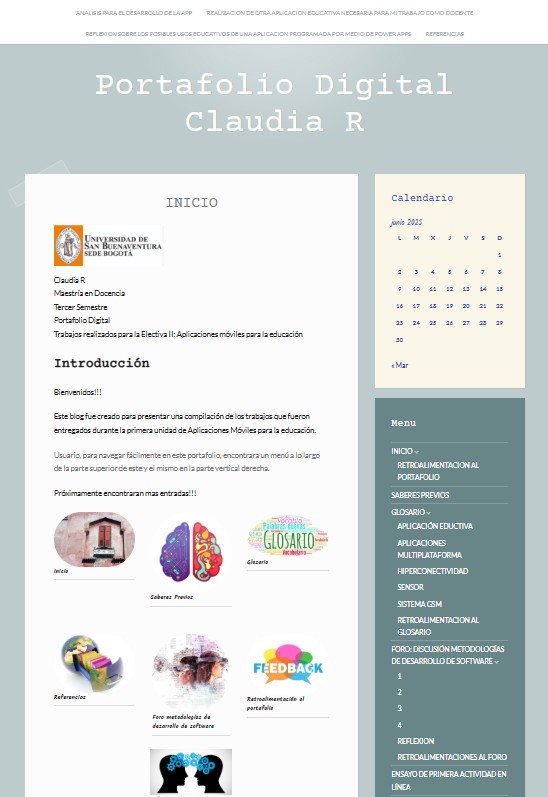 ANALISIS PARA EL DESARROLLO DE LA APP REALIZACION DE OTRA APLICACION EDUCATIVA NECESARIA PARA MI TRABAJO COMO DOCENTE
REFLEXION SOBRE LOS POSIBLES USOS EDUCATIVOS DE UNA APLICACION PROGRAMADA POR MEDIO DE POWER APPS REFERENCIAS
Portafolio Digital
Claudia R
INICIO
UNIVERSIDAD DE
SAN BUENAVENTURA
SEDE BOGOTÁ
Claudia R
Maestría en Docencia
Tercer Semestre
Portafolio Digital
Trabajos realizados para la Electiva II: Aplicaciones móviles para la educación
Introducción
Bienvenidos!!!
Este blog fue creado para presentar una compilación de los trabajos que fueron
entregados durante la primera unidad de Aplicaciones Móviles para la educación.
Usuario, para navegar fácilmente en este portafolio, encontrara un menú a lo largo
de la parte superior de este y el mismo en la parte vertical derecha.
Próximamente encontraran mas entradas!!!
Inicio
Saberes Previos
vocabulario
Palabras Nuevas
GLOSARIO
Vocabulario
Glosario
Referencias
Foro metodologías de
desarrollo de software
FEEDBACK
Retroalimentación al
portafolio
Calendario
junio 2025
L M X J V S D
1
2 3 4 5 6 7 8
9 10 11 12 13 14 15
16 17 18 19 20 21 22
23 24 25 26 27 28 29
30
« Mar
Menu
INICIO
RETROALIMENTACION AL
PORTAFOLIO
SABERES PREVIOS
GLOSARIO
APLICACIÓN EDUCTIVA
APLICACIONES
MULTIPLATAFORMA
HIPERCONECTIVIDAD
SENSOR
SISTEMA GSM
RETROALIMENTACION AL
GLOSARIO
FORO: DISCUSIÓN METODOLOGÍAS
DE DESARROLLO DE SOFTWARE
1
2
3
4
REFLEXION
RETROALIMENTACIONES AL FORO
ENSAYO DE PRIMERA ACTIVIDAD EN
LÍNEA